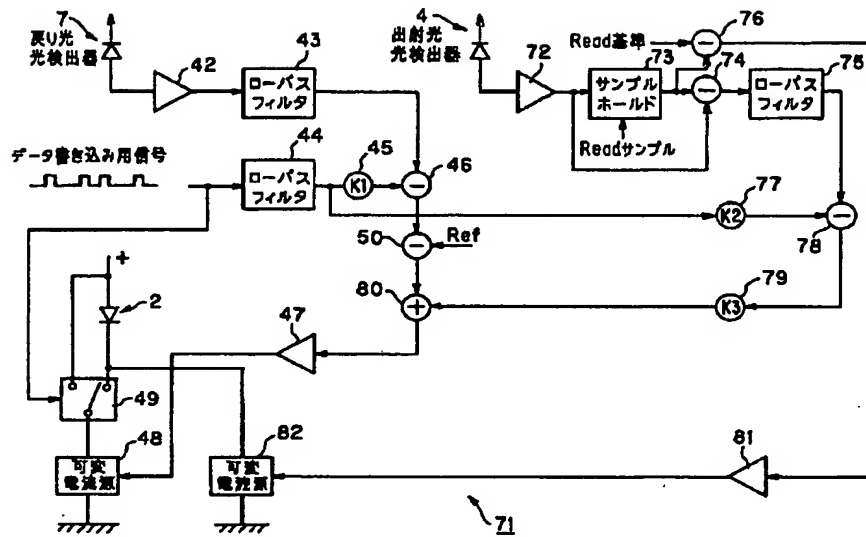 7
戻り光
光検出器
42
43
ローパス
フィルタ
4
出射光
光検出器
72
Read基準
76
73
サンプル
ホールド
74
75
ローパス
フィルタ
Readサンプル
データ書き込み用信号
44
ローパス
フィルタ
45
K1
46
77
K2
78
50
Ref
80
79
K3
+
2
47
49
48
可変
電流源
82
可変
電流源
81
71